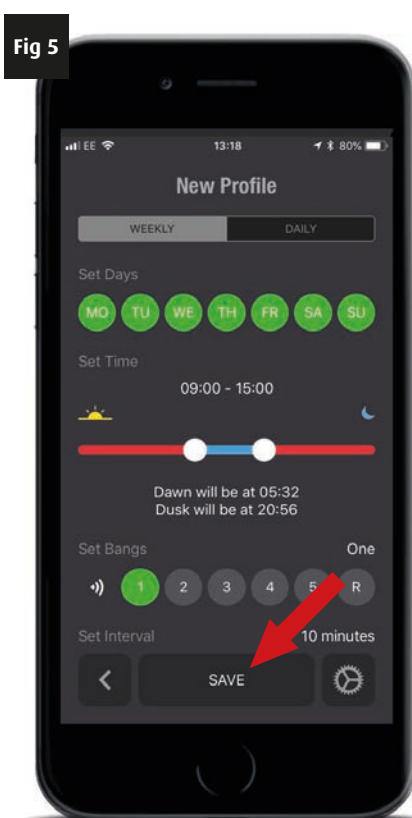 Fig 5
EE 13:18 80%
New Profile
WEEKLY DAILY
Set Days
MO TU WE TH FR SA SU
Set Time
09:00 - 15:00
Dawn will be at 05:32
Dusk will be at 20:56
Set Bangs One
1 2 3 4 5 R
Set Interval 10 minutes
SAVE